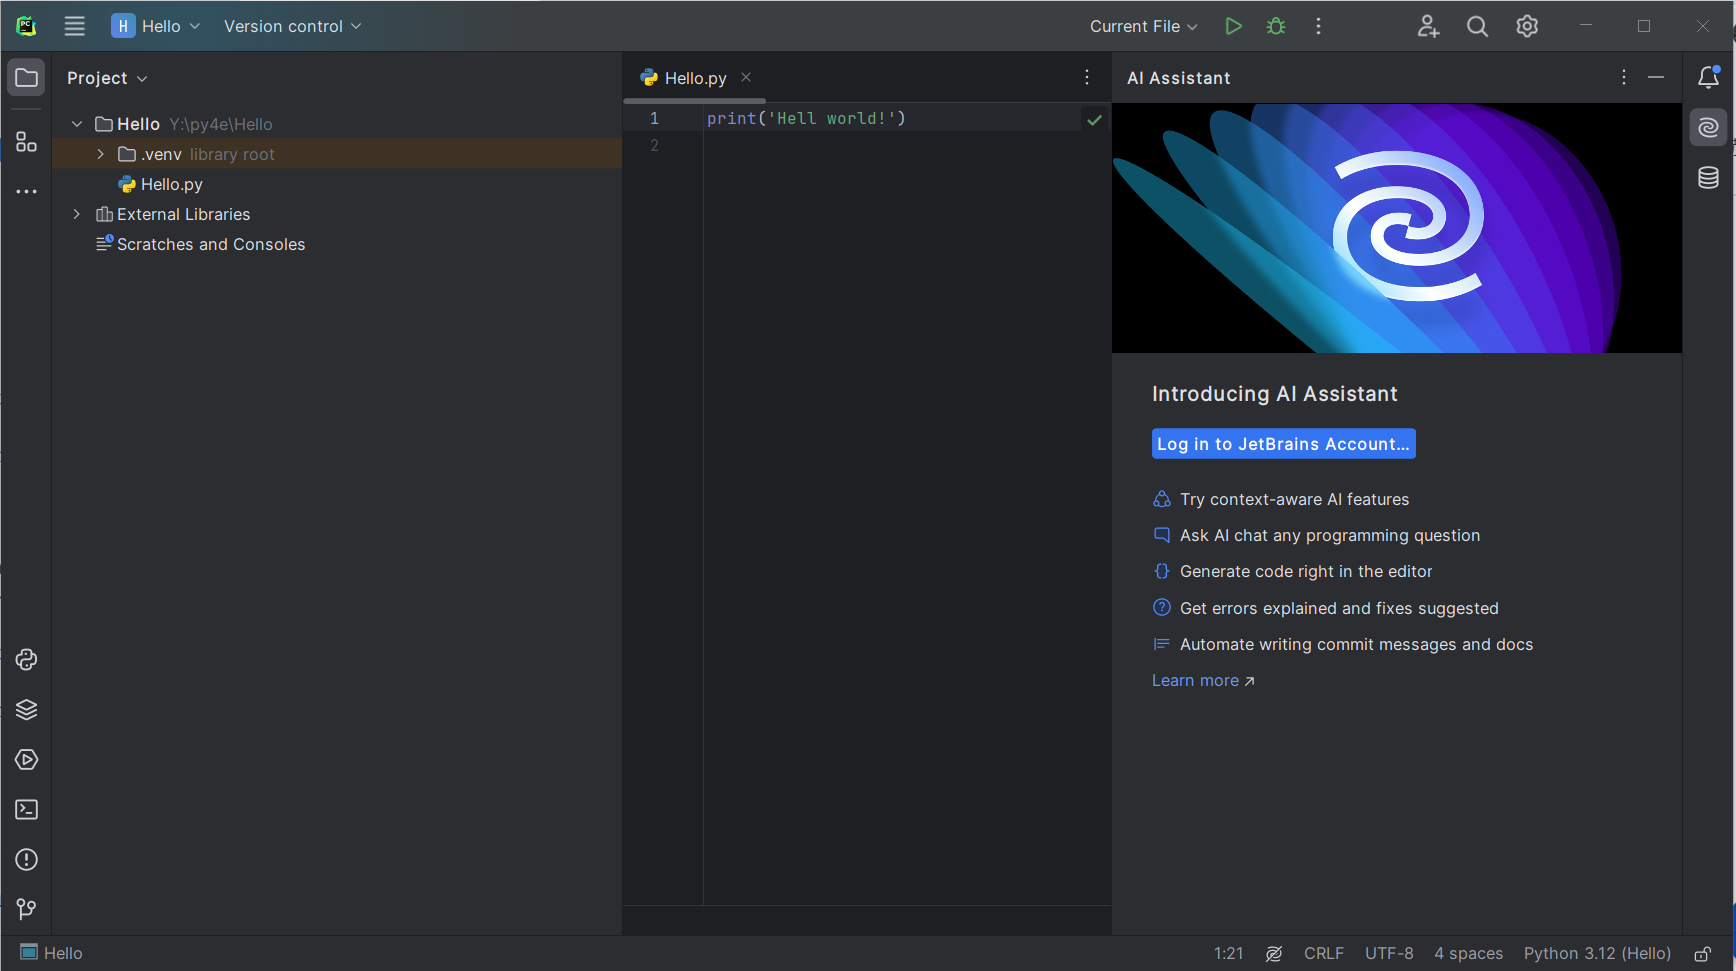 PC
H Hello Version control
Current File
Project
Hello Y:\py4e\Hello
.venv library root
Hello.py
External Libraries
Scratches and Consoles
Hello.py
1 print('Hell world!')
2
AI Assistant
Introducing AI Assistant
Log in to JetBrains Account...
Try context-aware AI features
Ask AI chat any programming question
Generate code right in the editor
Get errors explained and fixes suggested
Automate writing commit messages and docs
Learn more ↗
Hello
1:21 CRLF UTF-8 4 spaces Python 3.12 (Hello)